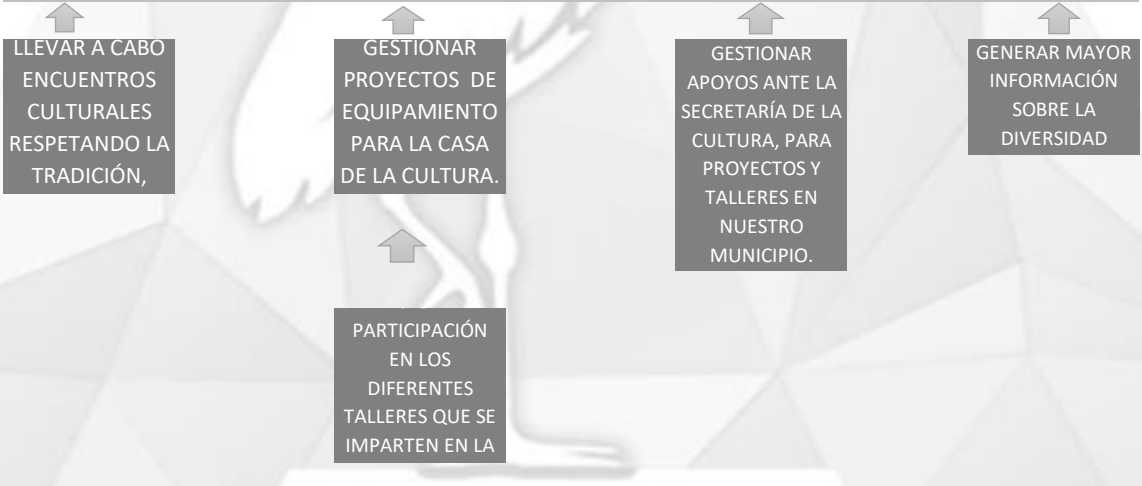 LLEVAR A CABO
ENCUENTROS
CULTURALES
RESPETANDO LA
TRADICIÓN,
GESTIONAR
PROYECTOS DE
EQUIPAMIENTO
PARA LA CASA
DE LA CULTURA.
GESTIONAR
APOYOS ANTE LA
SECRETARÍA DE LA
CULTURA, PARA
PROYECTOS Y
TALLERES EN
NUESTRO
MUNICIPIO.
GENERAR MAYOR
INFORMACIÓN
SOBRE LA
DIVERSIDAD
PARTICIPACIÓN
EN LOS
DIFERENTES
TALLERES QUE SE
IMPARTEN EN LA